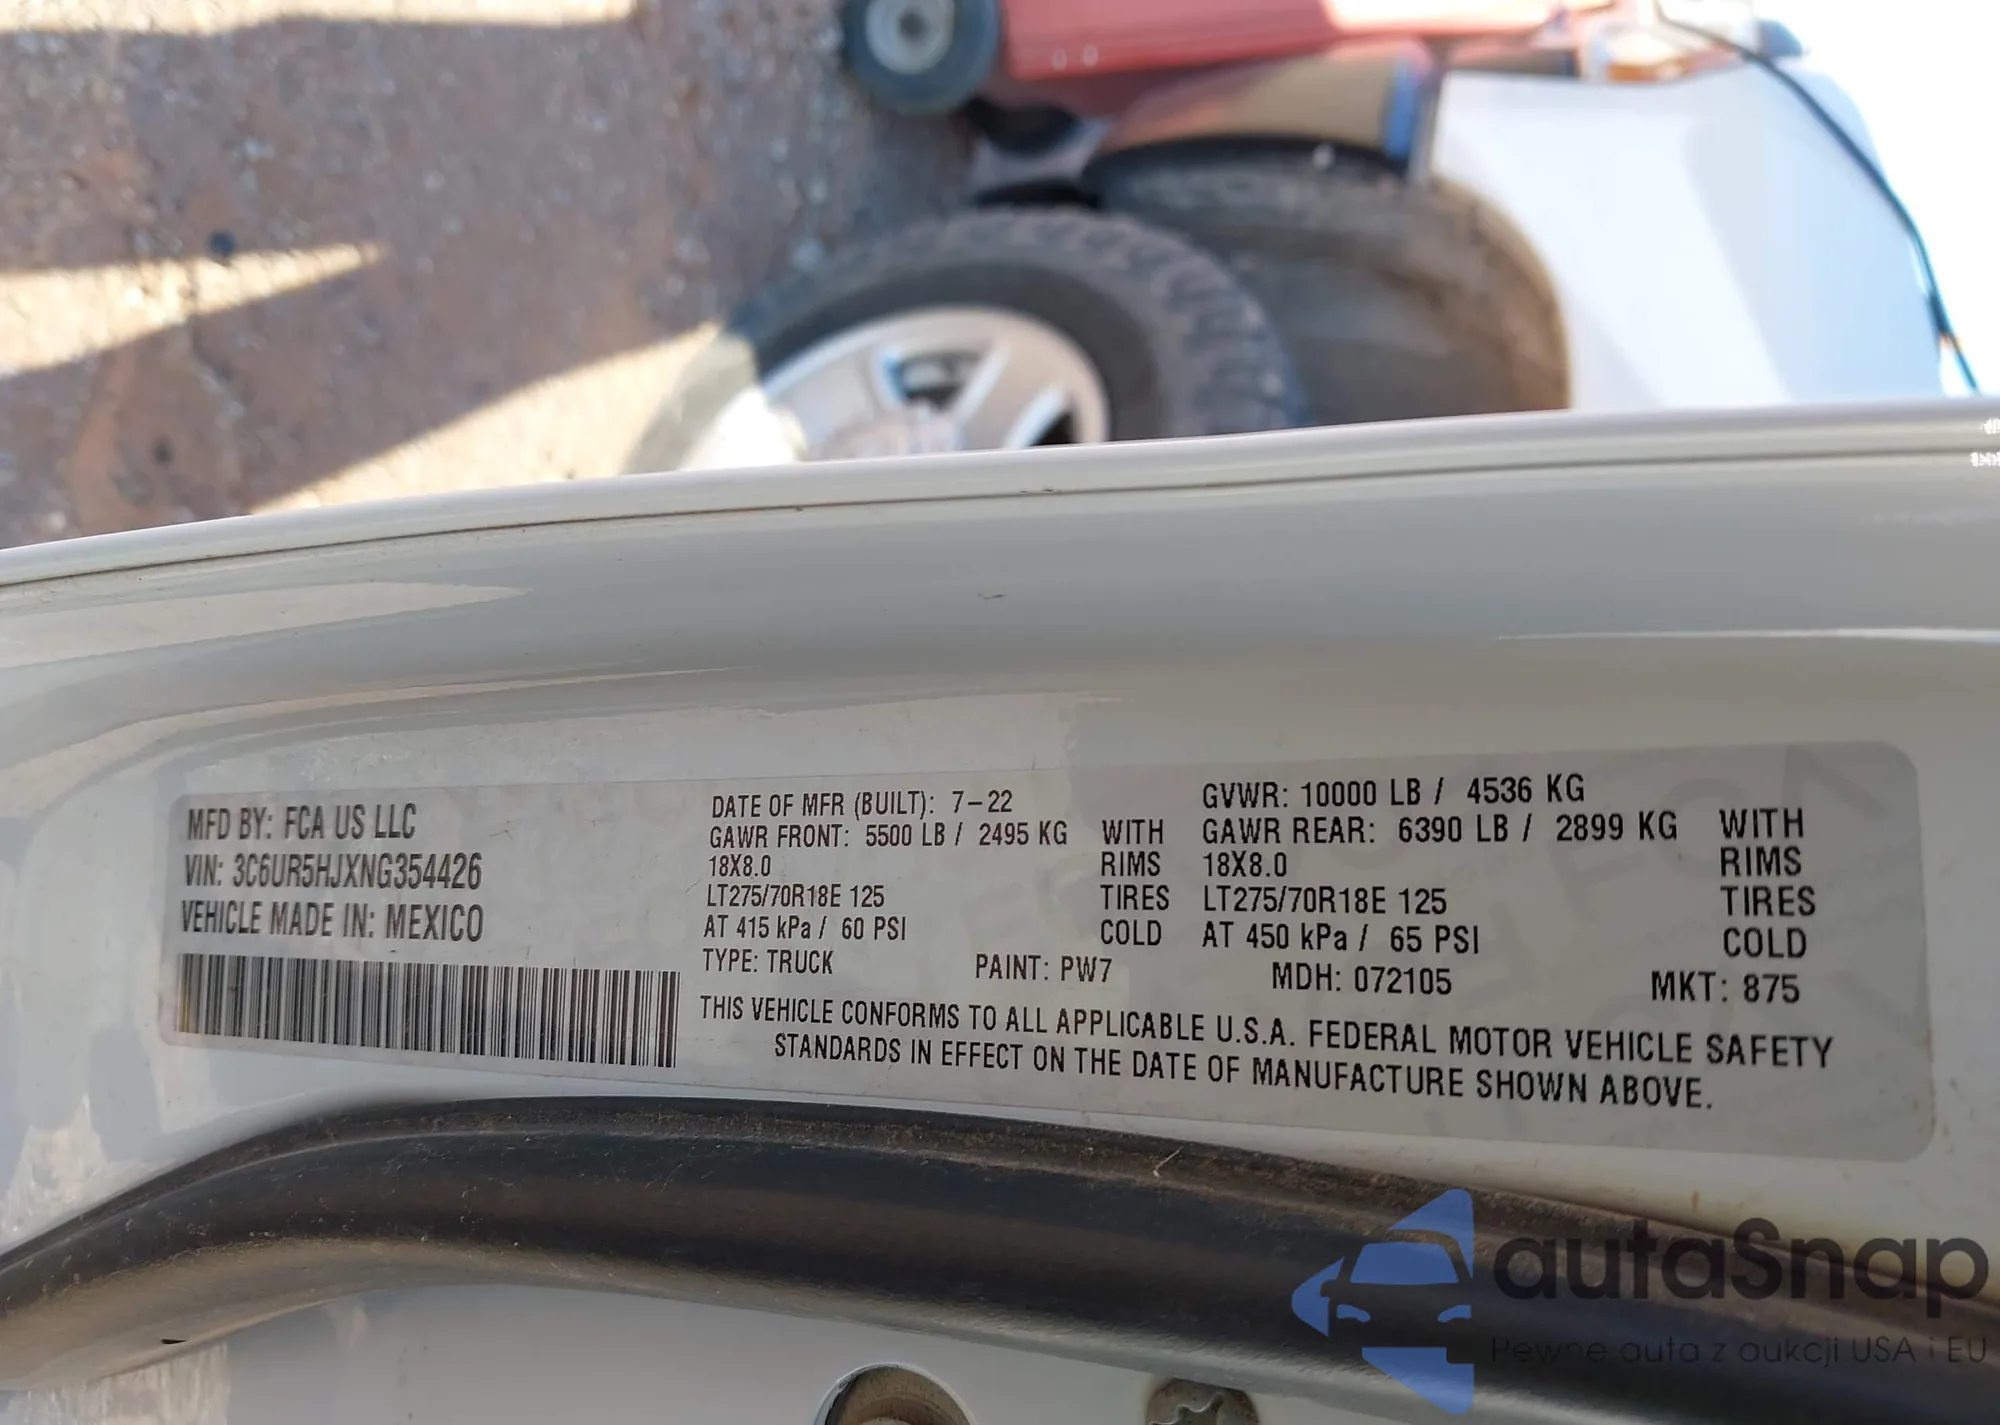 MFD BY: FCA US LLC
VIN: 3C6UR5HJXNG354426
VEHICLE MADE IN: MEXICO
DATE OF MFR (BUILT): 7-22
GAWR FRONT: 5500 LB / 2495 KG WITH
18X8.0 RIMS
LT275/70R18E 125 TIRES
AT 415 kPa / 60 PSI COLD
GVWR: 10000 LB / 4536 KG
GAWR REAR: 6390 LB / 2899 KG WITH
18X8.0 RIMS
LT275/70R18E 125 TIRES
AT 450 kPa / 65 PSI COLD
TYPE: TRUCK PAINT: PW7 MDH: 072105 MKT: 875
THIS VEHICLE CONFORMS TO ALL APPLICABLE U.S.A. FEDERAL MOTOR VEHICLE SAFETY
STANDARDS IN EFFECT ON THE DATE OF MANUFACTURE SHOWN ABOVE.
autaSnap
Pewne auta z aukcji USA i EU